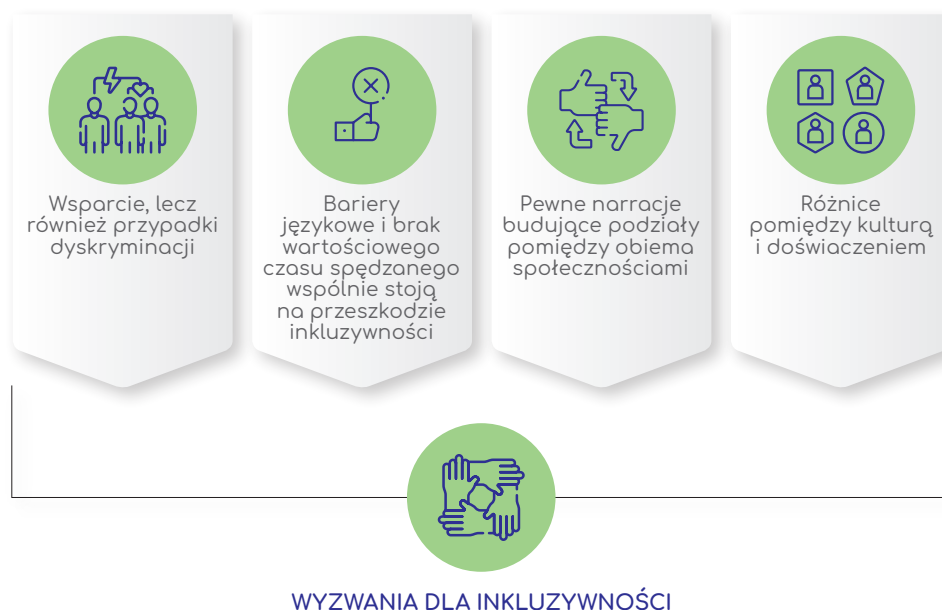 Wsparcie, lecz
również przypadki
dyskryminacji
Bariery
językowe i brak
wartościowego
czasu spędzanego
wspólnie stoją
na przeszkodzie
inkluzywności
Pewne narracje
budujące podziały
pomiędzy obiema
społecznościami
Różnice
pomiędzy kulturą
i doświaczeniem
WYZWANIA DLA INKLUZYWNOŚCI